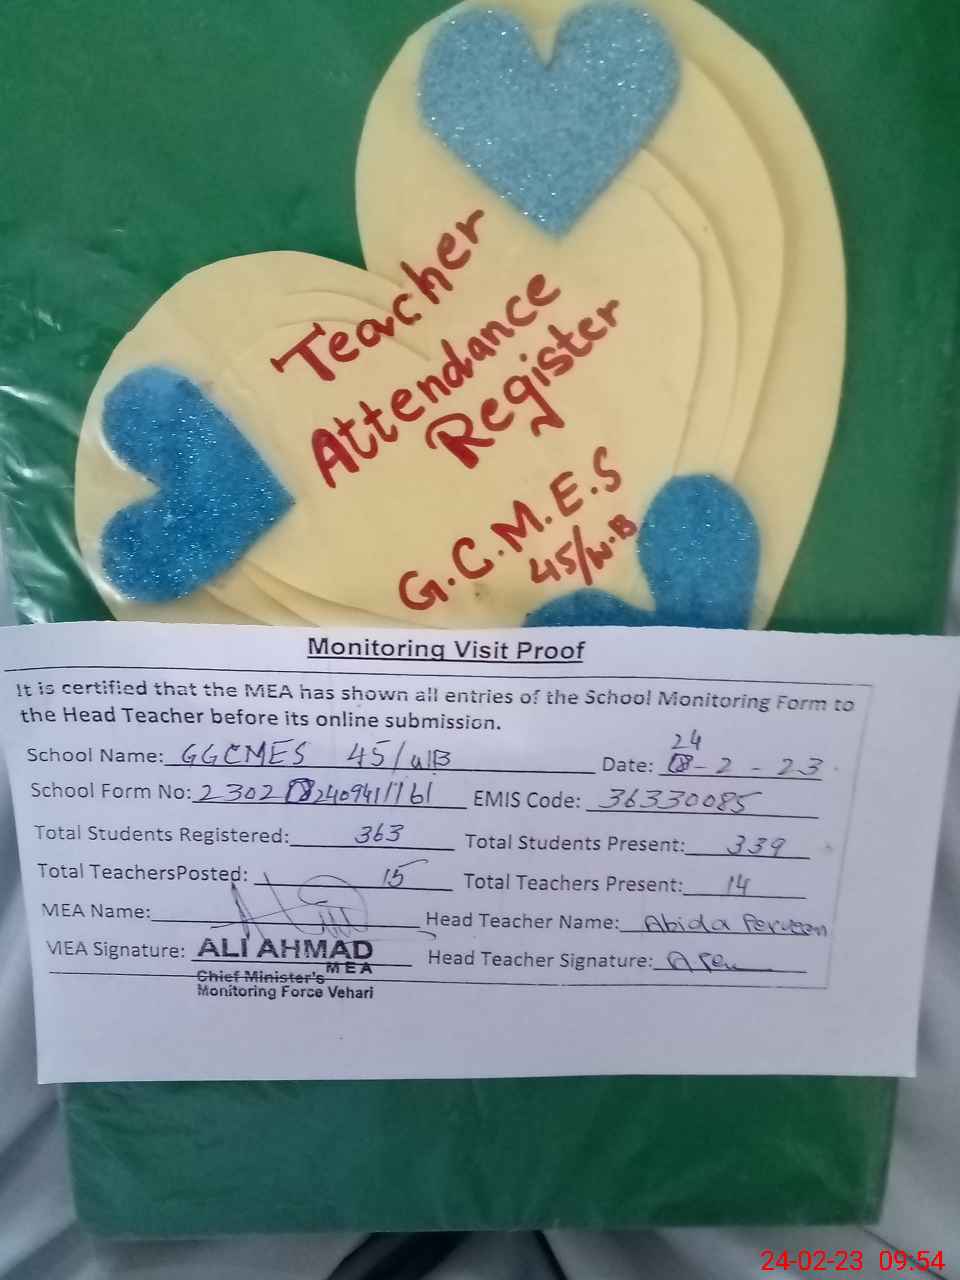 Teacher
Attendance
Register
G.C.M.E.S
45/W.B
Monitoring Visit Proof
It is certified that the MEA has shown all entries of the School Monitoring Form to
the Head Teacher before its online submission.
School Name: GGCMES 45/WB Date: 24 - 2 - 23
School Form No: 2302 240941/161 EMIS Code: 36330085
Total Students Registered: 363 Total Students Present: 339
Total TeachersPosted: 15 Total Teachers Present: 14
MEA Name: Head Teacher Name: Abida Perveen
MEA Signature: ALI AHMAD Head Teacher Signature:
MEA
Chief Minister's
Monitoring Force Vehari
24-02-23 09:54